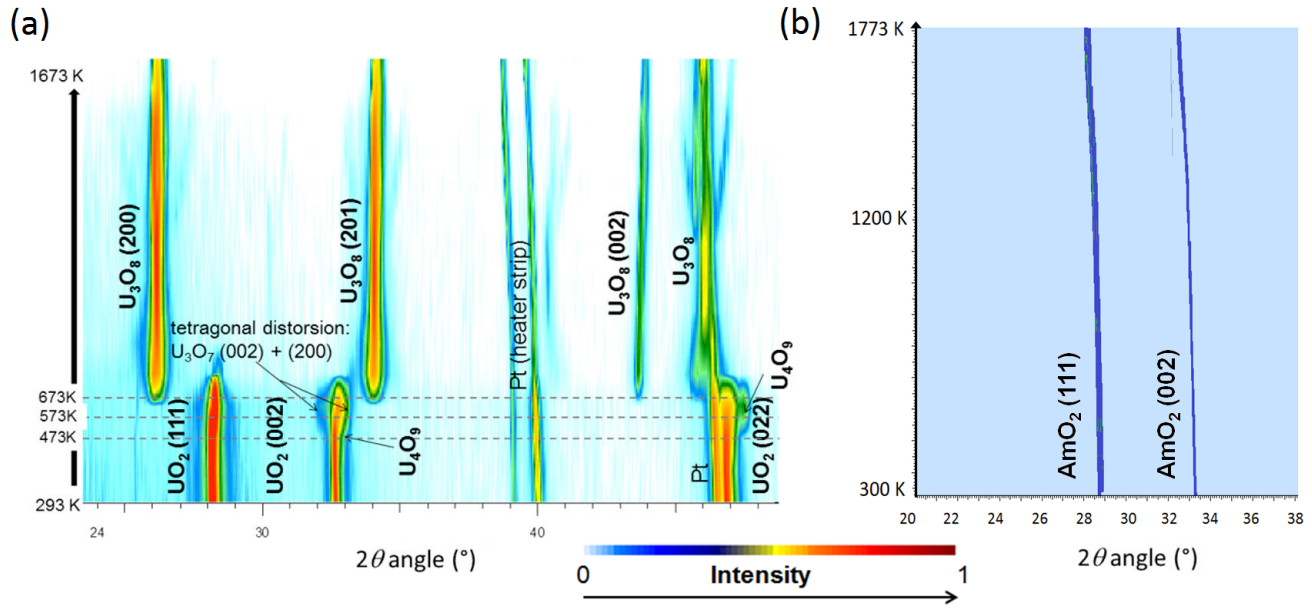 (a)
1673 K
U₃O₈ (200)
U₃O₈ (201)
Pt (heater strip)
U₃O₈ (002)
U₃O₈
tetragonal distorsion:
U₃O₇ (002) + (200)
673K
573K
473K
293 K
UO₂ (111)
UO₂ (002)
U₄O₉
Pt
UO₂ (022)
U₄O₉
24
30
40
2θ angle (°)
0
Intensity
1
(b)
1773 K
1200 K
300 K
AmO₂ (111)
AmO₂ (002)
20
22
24
26
28
30
32
34
36
38
2θ angle (°)